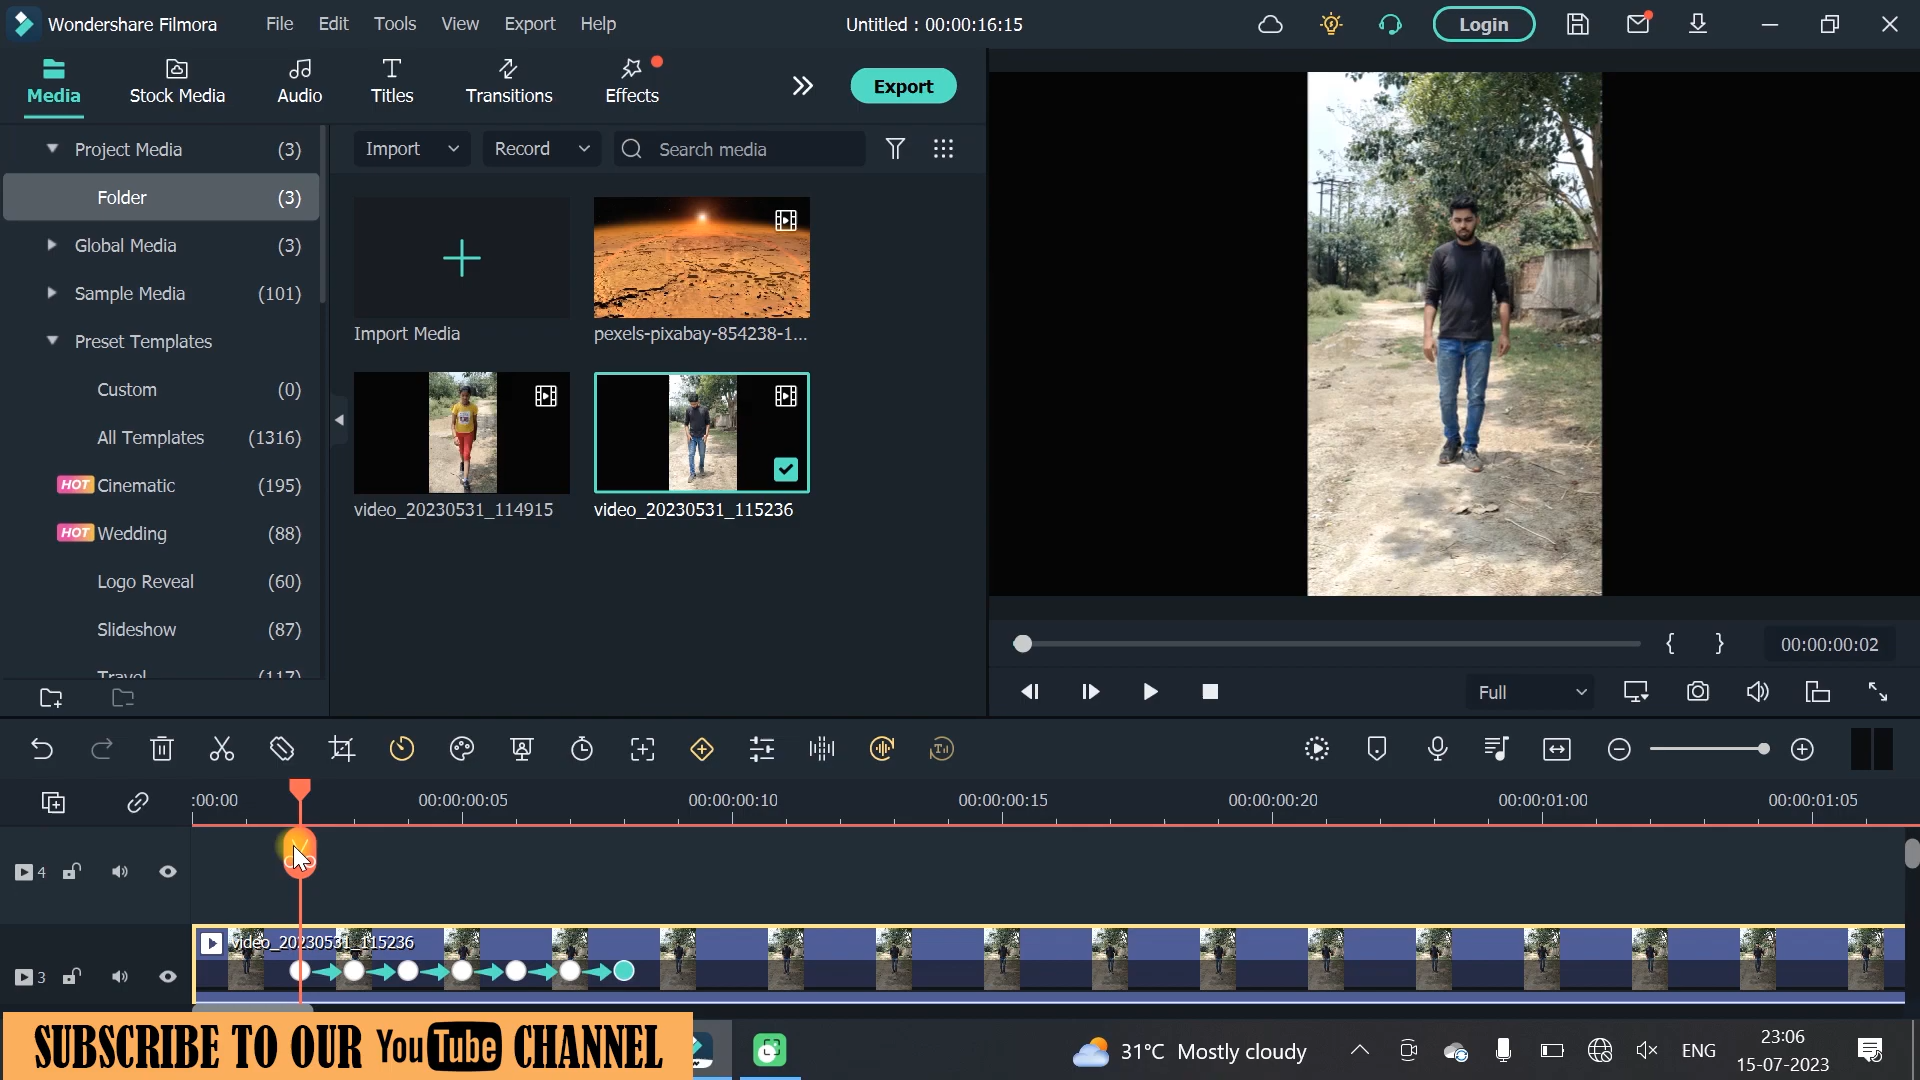 Wondershare Filmora
File
Edit
Tools
View
Export
Help
Untitled : 00:00:16:15
Login
Media
Stock Media
Audio
Titles
Transitions
Effects
Export
Project Media (3)
Folder (3)
Global Media (3)
Sample Media (101)
Preset Templates
Custom (0)
All Templates (1316)
HOT Cinematic (195)
HOT Wedding (88)
Logo Reveal (60)
Slideshow (87)
Travel (117)
Import
Record
Search media
Import Media
pexels-pixabay-854238-1...
video_20230531_114915
video_20230531_115236
{ }
00:00:00:02
Full
:00:00
00:00:00:05
00:00:00:10
00:00:00:15
00:00:00:20
00:00:01:00
00:00:01:05
4
video_20230531_115236
3
SUBSCRIBE TO OUR YouTube CHANNEL
31°C Mostly cloudy
ENG
23:06
15-07-2023